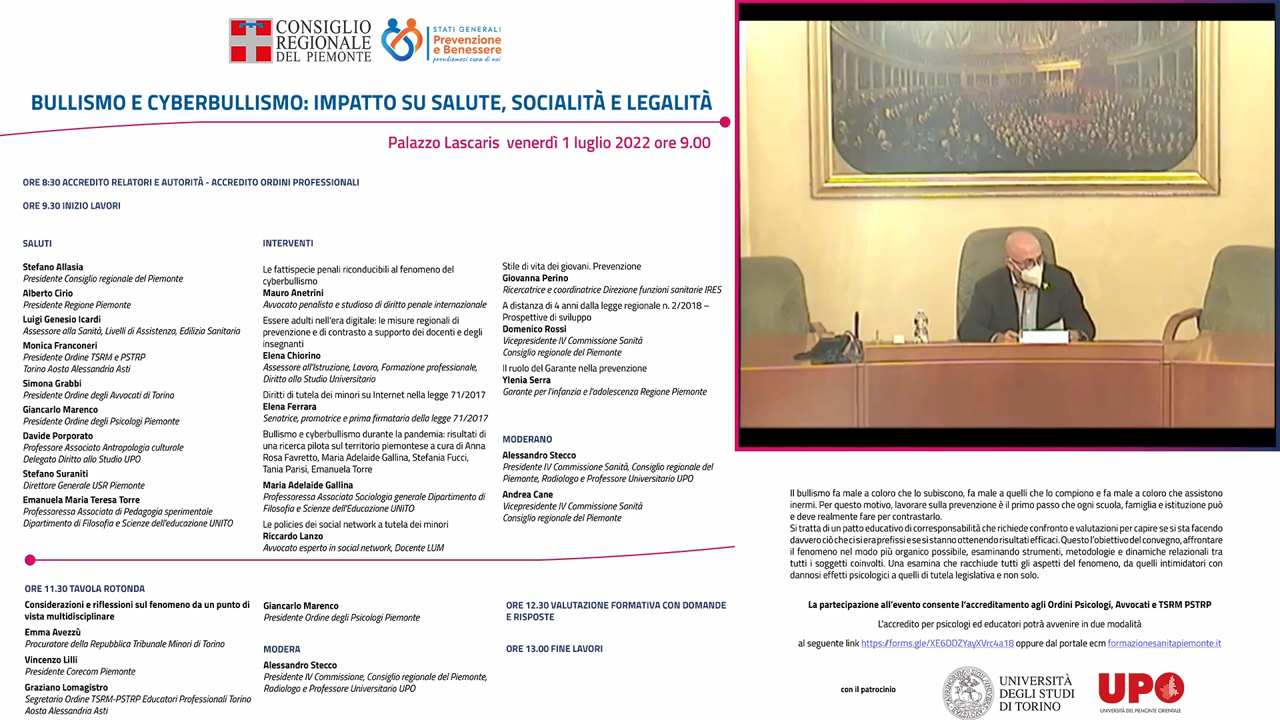 CONSIGLIO
REGIONALE
DEL PIEMONTE
STATI GENERALI
Prevenzione
e Benessere
prendiamoci cura di noi
BULLISMO E CYBERBULLISMO: IMPATTO SU SALUTE, SOCIALITÀ E LEGALITÀ
Palazzo Lascaris venerdì 1 luglio 2022 ore 9.00
ORE 8:30 ACCREDITO RELATORI E AUTORITÀ - ACCREDITO ORDINI PROFESSIONALI
ORE 9.30 INIZIO LAVORI
SALUTI
Stefano Allasia
Presidente Consiglio regionale del Piemonte
Alberto Cirio
Presidente Regione Piemonte
Luigi Genesio Icardi
Assessore alla Sanità, Livelli di Assistenza, Edilizia Sanitaria
Monica Franconeri
Presidente Ordine TSRM e PSTRP
Torino Aosta Alessandria Asti
Simona Grabbi
Presidente Ordine degli Avvocati di Torino
Giancarlo Marenco
Presidente Ordine degli Psicologi Piemonte
Davide Porporato
Professore Associato Antropologia culturale
Delegato Diritto allo Studio UPO
Stefano Suraniti
Direttore Generale USR Piemonte
Emanuela Maria Teresa Torre
Professoressa Associata di Pedagogia sperimentale
Dipartimento di Filosofia e Scienze dell'educazione UNITO
INTERVENTI
Le fattispecie penali riconducibili al fenomeno del
cyberbullismo
Mauro Anetrini
Avvocato penalista e studioso di diritto penale internazionale
Essere adulti nell'era digitale: le misure regionali di
prevenzione e di contrasto a supporto dei docenti e degli
insegnanti
Elena Chiorino
Assessore all'Istruzione, Lavoro, Formazione professionale,
Diritto allo Studio Universitario
Diritti di tutela dei minori su Internet nella legge 71/2017
Elena Ferrara
Senatrice, promotrice e prima firmataria della legge 71/2017
Bullismo e cyberbullismo durante la pandemia: risultati di
una ricerca pilota sul territorio piemontese a cura di Anna
Rosa Favretto, Maria Adelaide Gallina, Stefania Fucci,
Tania Parisi, Emanuela Torre
Maria Adelaide Gallina
Professoressa Associata Sociologia generale Dipartimento di
Filosofia e Scienze dell'Educazione UNITO
Le policies dei social network a tutela dei minori
Riccardo Lanzo
Avvocato esperto in social network, Docente LUM
Stile di vita dei giovani. Prevenzione
Giovanna Perino
Ricercatrice e coordinatrice Direzione funzioni sanitarie IRES
A distanza di 4 anni dalla legge regionale n. 2/2018 –
Prospettive di sviluppo
Domenico Rossi
Vicepresidente IV Commissione Sanità
Consiglio regionale del Piemonte
Il ruolo del Garante nella prevenzione
Ylenia Serra
Garante per l'infanzia e l'adolescenza Regione Piemonte
MODERANO
Alessandro Stecco
Presidente IV Commissione Sanità, Consiglio regionale del
Piemonte, Radiologo e Professore Universitario UPO
Andrea Cane
Vicepresidente IV Commissione Sanità
Consiglio regionale del Piemonte
ORE 11.30 TAVOLA ROTONDA
Considerazioni e riflessioni sul fenomeno da un punto di
vista multidisciplinare
Emma Avezzù
Procuratore della Repubblica Tribunale Minori di Torino
Vincenzo Lilli
Presidente Corecom Piemonte
Graziano Lomagistro
Segretario Ordine TSRM-PSTRP Educatori Professionali Torino
Aosta Alessandria Asti
Giancarlo Marenco
Presidente Ordine degli Psicologi Piemonte
MODERA
Alessandro Stecco
Presidente IV Commissione, Consiglio regionale del Piemonte,
Radiologo e Professore Universitario UPO
ORE 12.30 VALUTAZIONE FORMATIVA CON DOMANDE
E RISPOSTE
ORE 13.00 FINE LAVORI
Il bullismo fa male a coloro che lo subiscono, fa male a quelli che lo compiono e fa male a coloro che assistono
inermi. Per questo motivo, lavorare sulla prevenzione è il primo passo che ogni scuola, famiglia e istituzione può
e deve realmente fare per contrastarlo.
Si tratta di un patto educativo di corresponsabilità che richiede confronto e valutazioni per capire se si sta facendo
davvero ciò che ci si era prefissi e se si stanno ottenendo risultati efficaci. Questo l'obiettivo del convegno, affrontare
il fenomeno nel modo più organico possibile, esaminando strumenti, metodologie e dinamiche relazionali tra
tutti i soggetti coinvolti. Una esamina che racchiude tutti gli aspetti del fenomeno, da quelli intimidatori con
dannosi effetti psicologici a quelli di tutela legislativa e non solo.
La partecipazione all'evento consente l'accreditamento agli Ordini Psicologi, Avvocati e TSRM PSTRP
L'accredito per psicologi ed educatori potrà avvenire in due modalità
al seguente link https://forms.gle/XE6DDZYayXVrc4a18 oppure dal portale ecm formazionesanitapiemonte.it
con il patrocinio
UNIVERSITÀ
DEGLI STUDI
DI TORINO
UPO
UNIVERSITÀ DEL PIEMONTE ORIENTALE